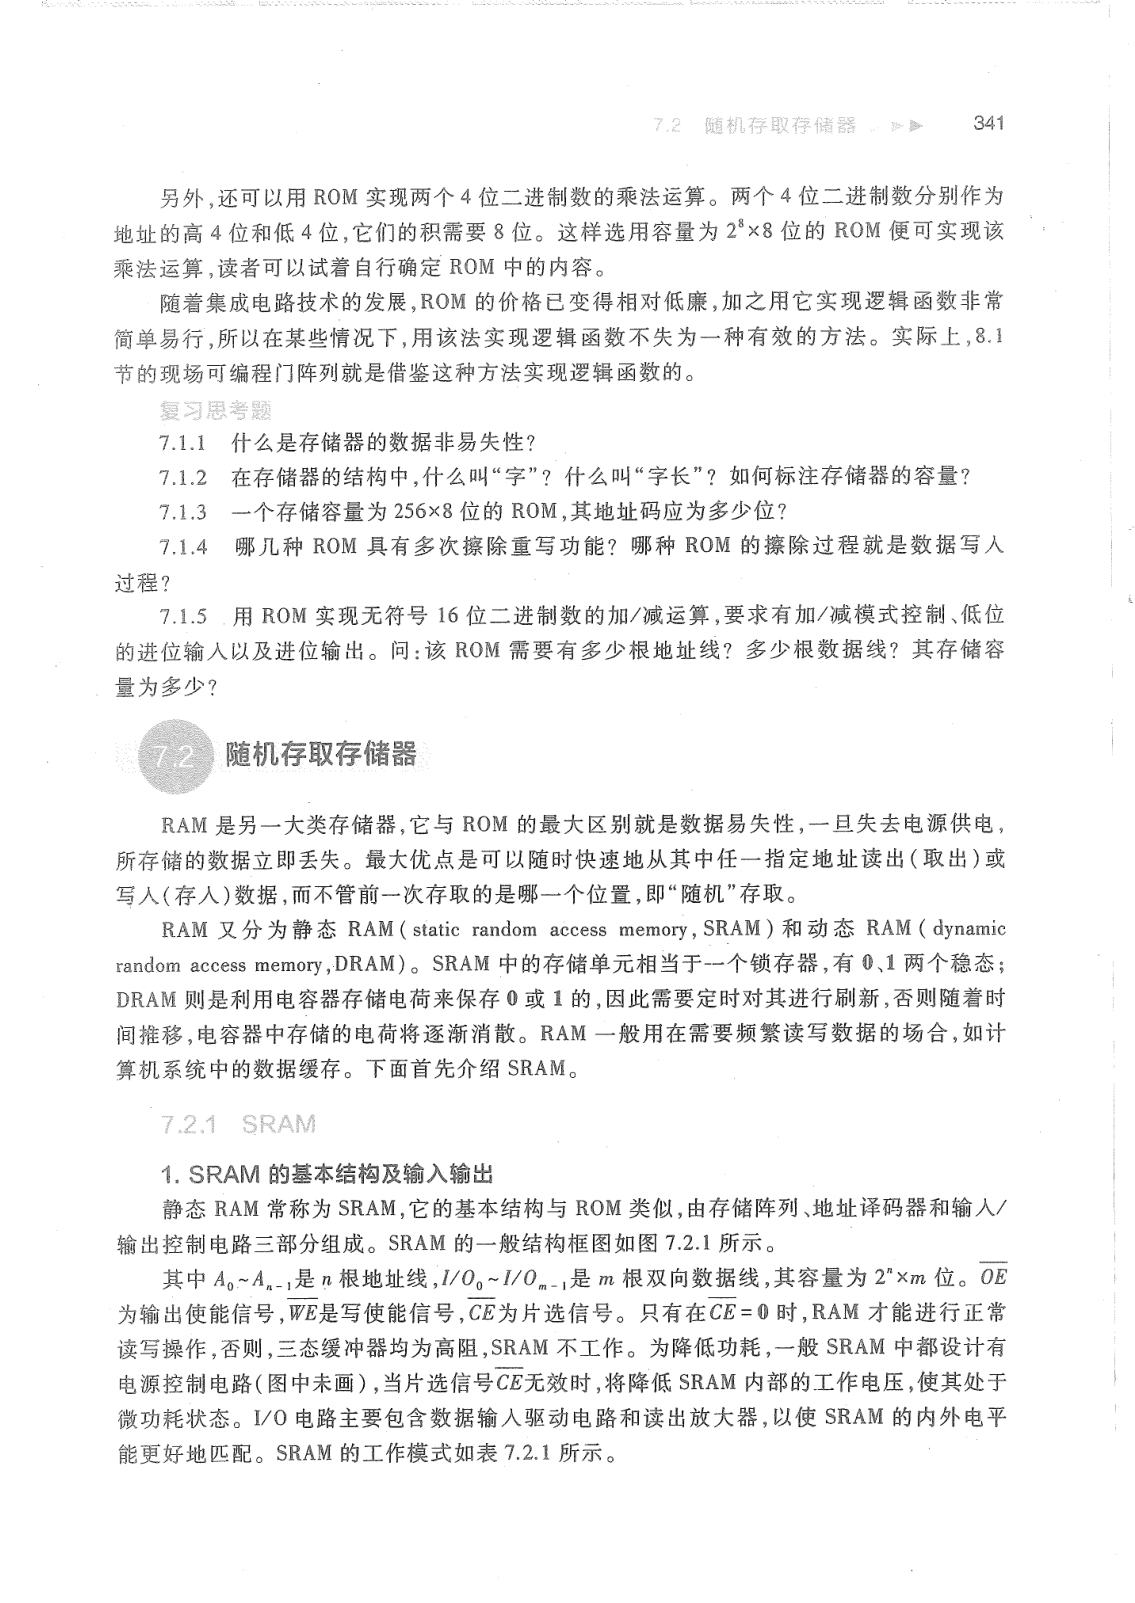 7.2 随机存取存储器 341
另外,还可以用 ROM 实现两个 4 位二进制数的乘法运算。两个 4 位二进制数分别作为
地址的高 4 位和低 4 位,它们的积需要 8 位。这样选用容量为 2⁸×8 位的 ROM 便可实现该
乘法运算,读者可以试着自行确定 ROM 中的内容。
随着集成电路技术的发展,ROM 的价格已变得相对低廉,加之用它实现逻辑函数非常
简单易行,所以在某些情况下,用该法实现逻辑函数不失为一种有效的方法。实际上,8.1
节的现场可编程门阵列就是借鉴这种方法实现逻辑函数的。
复习思考题
7.1.1 什么是存储器的数据非易失性?
7.1.2 在存储器的结构中,什么叫“字”? 什么叫“字长”? 如何标注存储器的容量?
7.1.3 一个存储容量为 256×8 位的 ROM,其地址码应为多少位?
7.1.4 哪几种 ROM 具有多次擦除重写功能? 哪种 ROM 的擦除过程就是数据写入
过程?
7.1.5 用 ROM 实现无符号 16 位二进制数的加/减运算,要求有加/减模式控制、低位
的进位输入以及进位输出。问:该 ROM 需要有多少根地址线? 多少根数据线? 其存储容
量为多少?
7.2 随机存取存储器
RAM 是另一大类存储器,它与 ROM 的最大区别就是数据易失性,一旦失去电源供电,
所存储的数据立即丢失。最大优点是可以随时快速地从其中任一指定地址读出(取出)或
写入(存入)数据,而不管前一次存取的是哪一个位置,即“随机”存取。
RAM 又分为静态 RAM(static random access memory,SRAM)和动态 RAM(dynamic
random access memory,DRAM)。SRAM 中的存储单元相当于一个锁存器,有 0、1 两个稳态;
DRAM 则是利用电容器存储电荷来保存 0 或 1 的,因此需要定时对其进行刷新,否则随着时
间推移,电容器中存储的电荷将逐渐消散。RAM 一般用在需要频繁读写数据的场合,如计
算机系统中的数据缓存。下面首先介绍 SRAM。
7.2.1 SRAM
1. SRAM 的基本结构及输入输出
静态 RAM 常称为 SRAM,它的基本结构与 ROM 类似,由存储阵列、地址译码器和输入/
输出控制电路三部分组成。SRAM 的一般结构框图如图 7.2.1 所示。
其中 A₀~Aₙ₋₁是 n 根地址线,I/O₀~I/Oₘ₋₁是 m 根双向数据线,其容量为 2ⁿ×m 位。O̅E̅
为输出使能信号,W̅E̅是写使能信号,C̅E̅为片选信号。只有在C̅E̅=0 时,RAM 才能进行正常
读写操作,否则,三态缓冲器均为高阻,SRAM 不工作。为降低功耗,一般 SRAM 中都设计有
电源控制电路(图中未画),当片选信号C̅E̅无效时,将降低 SRAM 内部的工作电压,使其处于
微功耗状态。I/O 电路主要包含数据输入驱动电路和读出放大器,以使 SRAM 的内外电平
能更好地匹配。SRAM 的工作模式如表 7.2.1 所示。